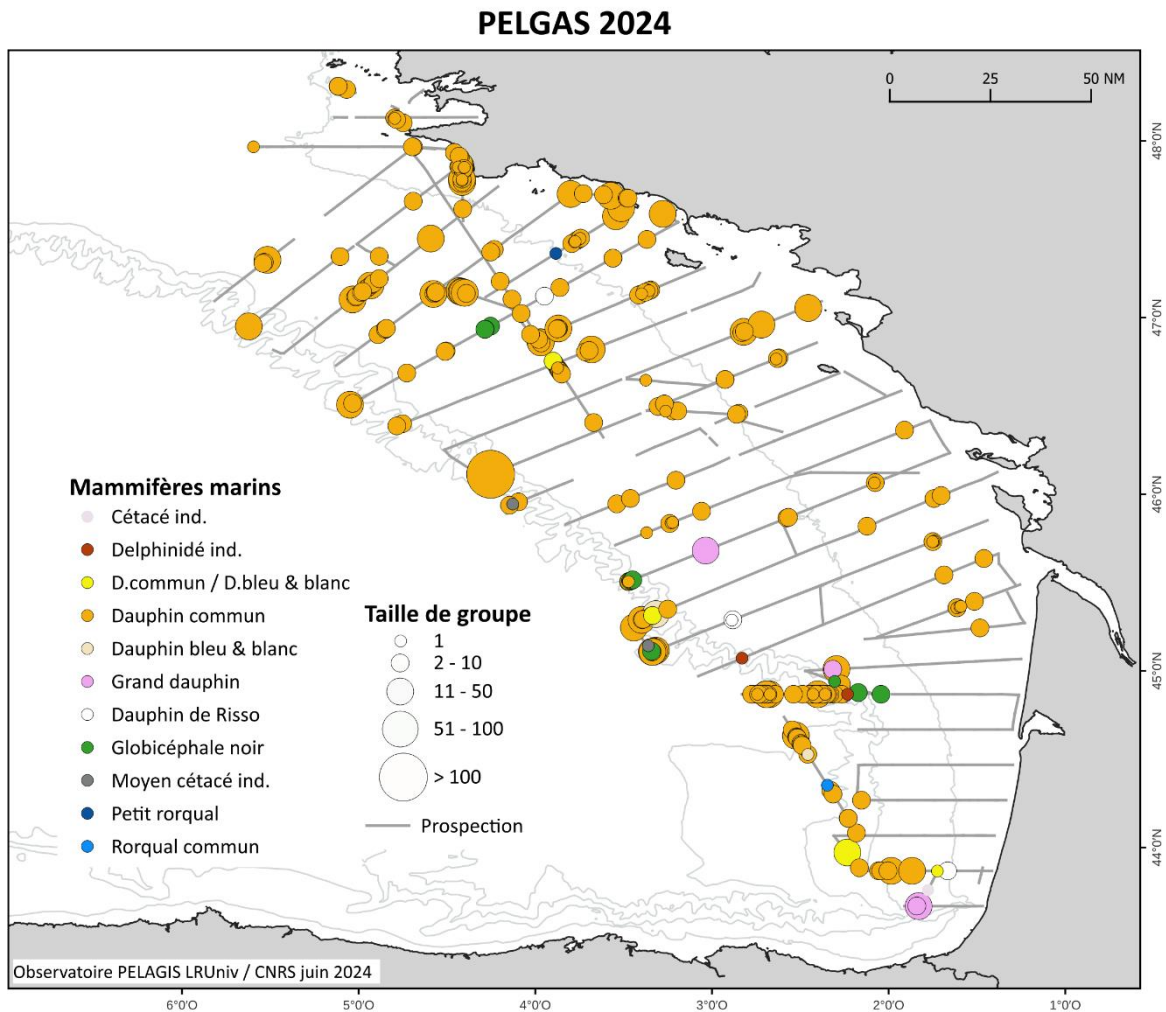 PELGAS 2024
0 25 50 NM
48°0'N
47°0'N
46°0'N
45°0'N
44°0'N
Mammifères marins
Cétacé ind.
Delphinidé ind.
D.commun / D.bleu & blanc
Dauphin commun
Dauphin bleu & blanc
Grand dauphin
Dauphin de Risso
Globicéphale noir
Moyen cétacé ind.
Petit rorqual
Rorqual commun
Taille de groupe
1
2 - 10
11 - 50
51 - 100
> 100
Prospection
Observatoire PELAGIS LRUniv / CNRS juin 2024
6°0'O 5°0'O 4°0'O 3°0'O 2°0'O 1°0'O